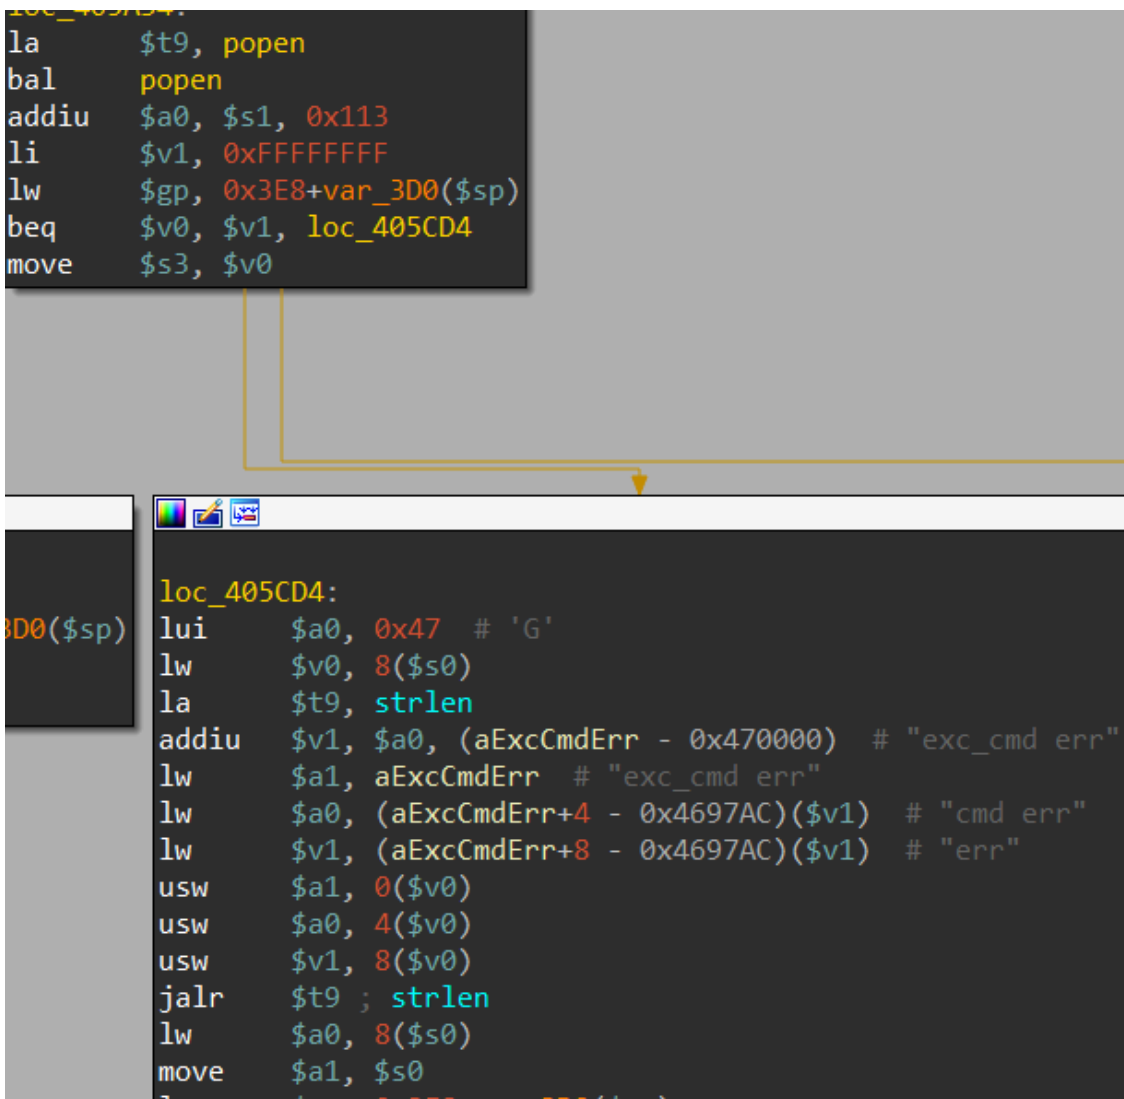 la $t9, popen
bal popen
addiu $a0, $s1, 0x113
li $v1, 0xFFFFFFFF
lw $gp, 0x3E8+var_3D0($sp)
beq $v0, $v1, loc_405CD4
move $s3, $v0
3D0($sp)
loc_405CD4:
lui $a0, 0x47 # 'G'
lw $v0, 8($s0)
la $t9, strlen
addiu $v1, $a0, (aExcCmdErr - 0x470000) # "exc_cmd err"
lw $a1, aExcCmdErr # "exc_cmd err"
lw $a0, (aExcCmdErr+4 - 0x4697AC)($v1) # "cmd err"
lw $v1, (aExcCmdErr+8 - 0x4697AC)($v1) # "err"
usw $a1, 0($v0)
usw $a0, 4($v0)
usw $v1, 8($v0)
jalr $t9 ; strlen
lw $a0, 8($s0)
move $a1, $s0